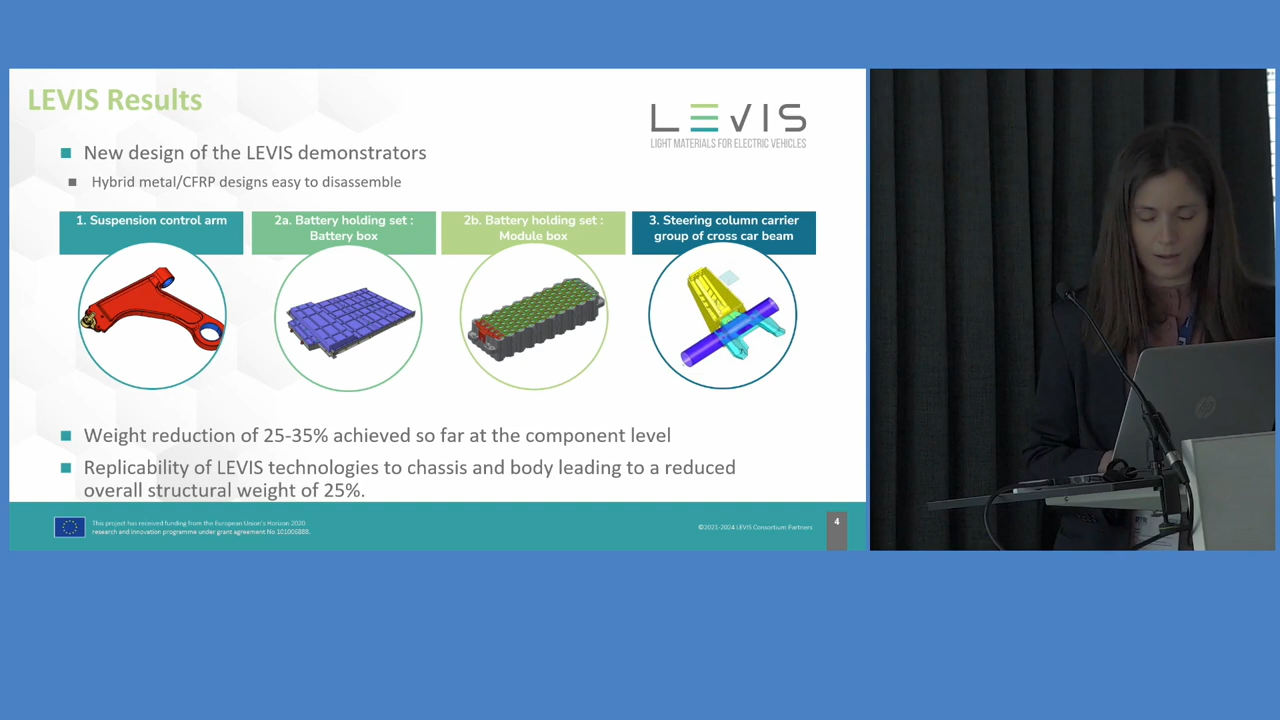 LEVIS Results
LEVIS
LIGHT MATERIALS FOR ELECTRIC VEHICLES
New design of the LEVIS demonstrators
Hybrid metal/CFRP designs easy to disassemble
1. Suspension control arm
2a. Battery holding set :
Battery box
2b. Battery holding set :
Module box
3. Steering column carrier
group of cross car beam
Weight reduction of 25-35% achieved so far at the component level
Replicability of LEVIS technologies to chassis and body leading to a reduced
overall structural weight of 25%.
This project has received funding from the European Union's Horizon 2020
research and innovation programme under grant agreement No 101006888.
©2021-2024 LEVIS Consortium Partners
4
hp